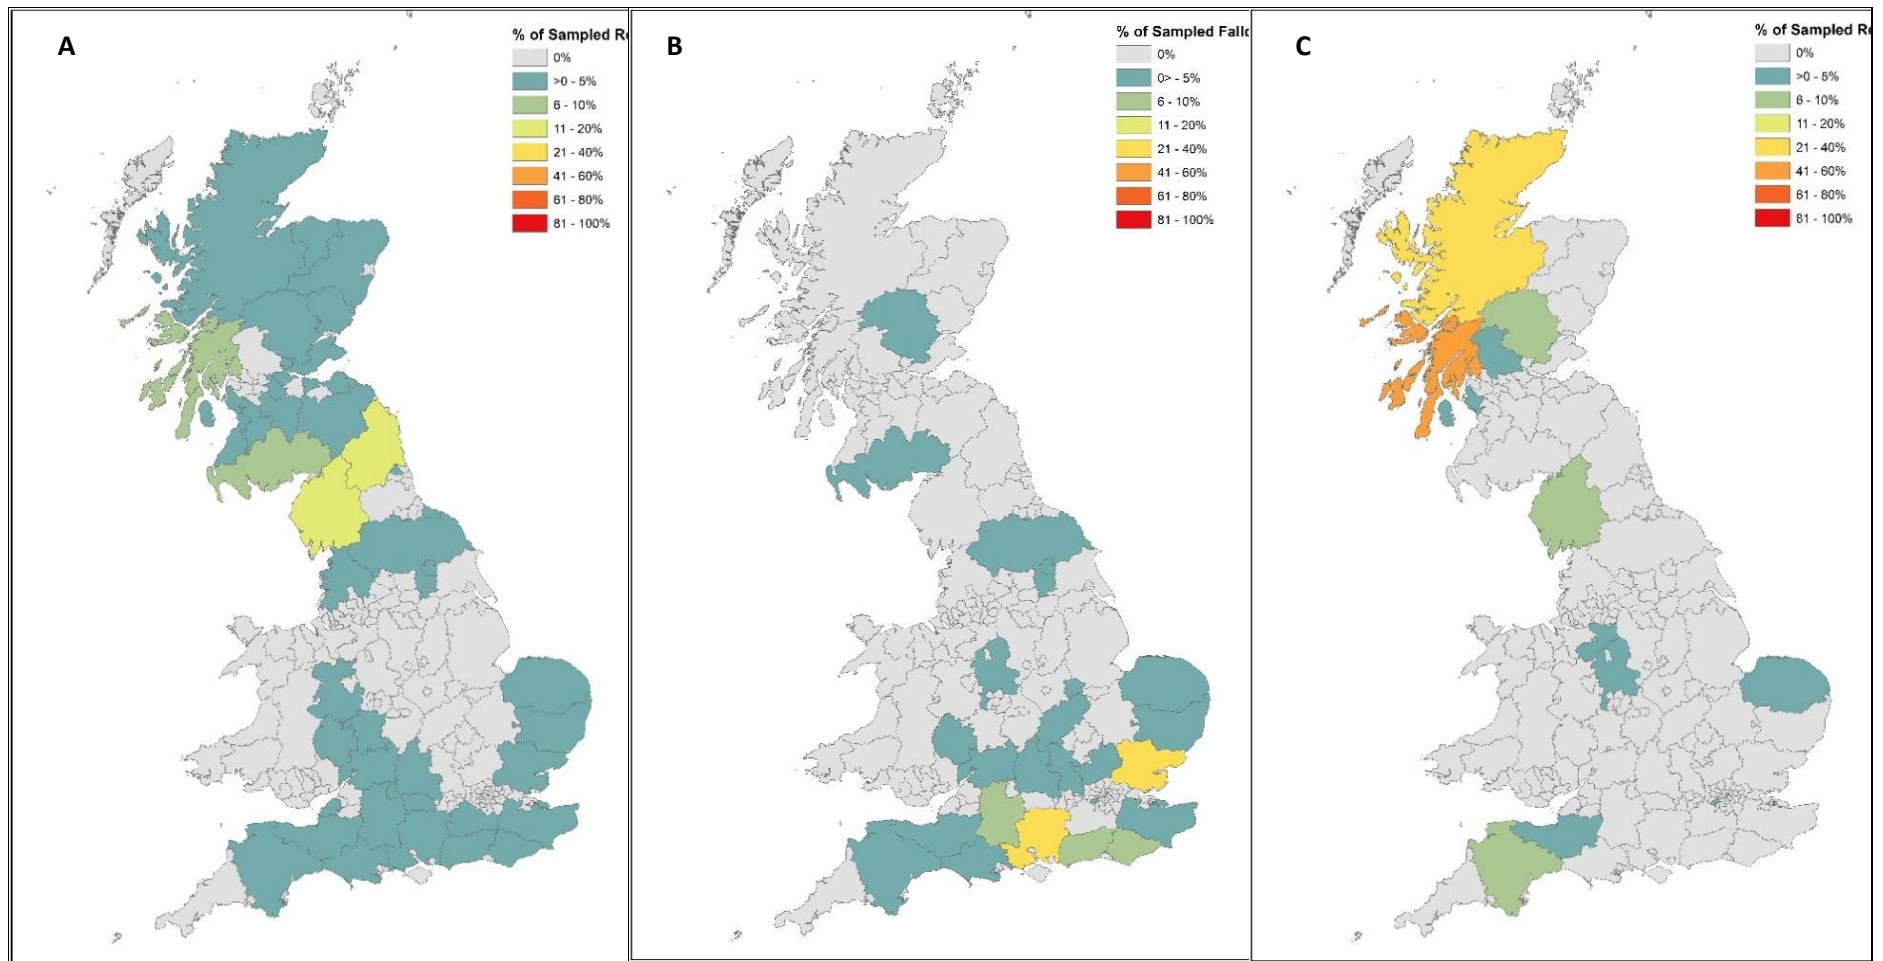 A
% of Sampled R
0%
>0 - 5%
6 - 10%
11 - 20%
21 - 40%
41 - 60%
61 - 80%
81 - 100%
B
% of Sampled Fall
0%
0> - 5%
6 - 10%
11 - 20%
21 - 40%
41 - 60%
61 - 80%
81 - 100%
C
% of Sampled R
0%
>0 - 5%
6 - 10%
11 - 20%
21 - 40%
41 - 60%
61 - 80%
81 - 100%